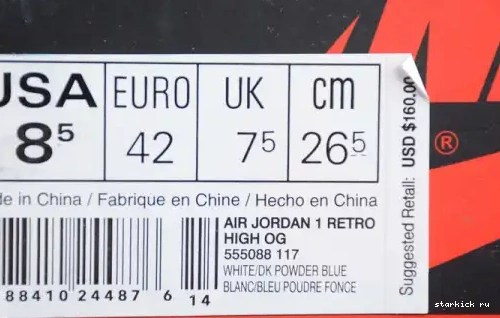 USA EURO UK cm
8⁵ 42 7⁵ 26⁵
de in China / Fabrique en Chine / Hecho en China
AIR JORDAN 1 RETRO
HIGH OG
555088 117
WHITE/DK POWDER BLUE
BLANC/BLEU POUDRE FONCE
88410 24487 6 14
Suggested Retail: USD $160.00
®
starkick ru